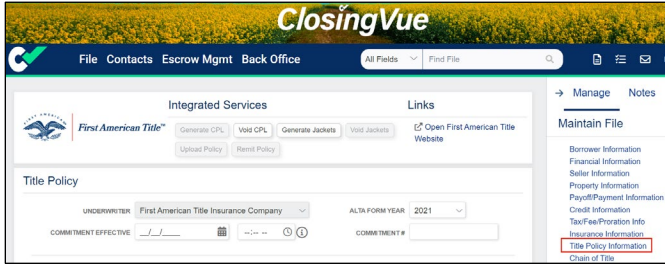 ClosingVue
File Contacts Escrow Mgmt Back Office All Fields Find File
Manage Notes
Maintain File
Borrower Information
Financial Information
Seller Information
Property Information
Payoff/Payment Information
Credit Information
Tax/Fee/Proration Info
Insurance Information
Title Policy Information
Chain of Title
Integrated Services Links
First American Title™
Generate CPL Void CPL Generate Jackets Void Jackets
Upload Policy Remit Policy
Open First American Title
Website
Title Policy
UNDERWRITER First American Title Insurance Company ALTA FORM YEAR 2021
COMMITMENT EFFECTIVE __/__/____ --:-- -- COMMITMENT #